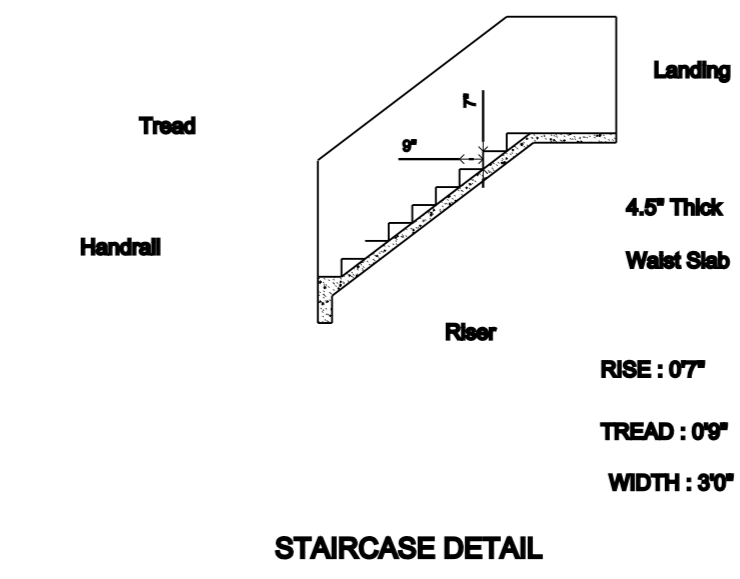 Landing
7"
Tread
9"
4.5" Thick
Handrail
Waist Slab
Riser
RISE : 0'7"
TREAD : 0'9"
WIDTH : 3'0"
STAIRCASE DETAIL